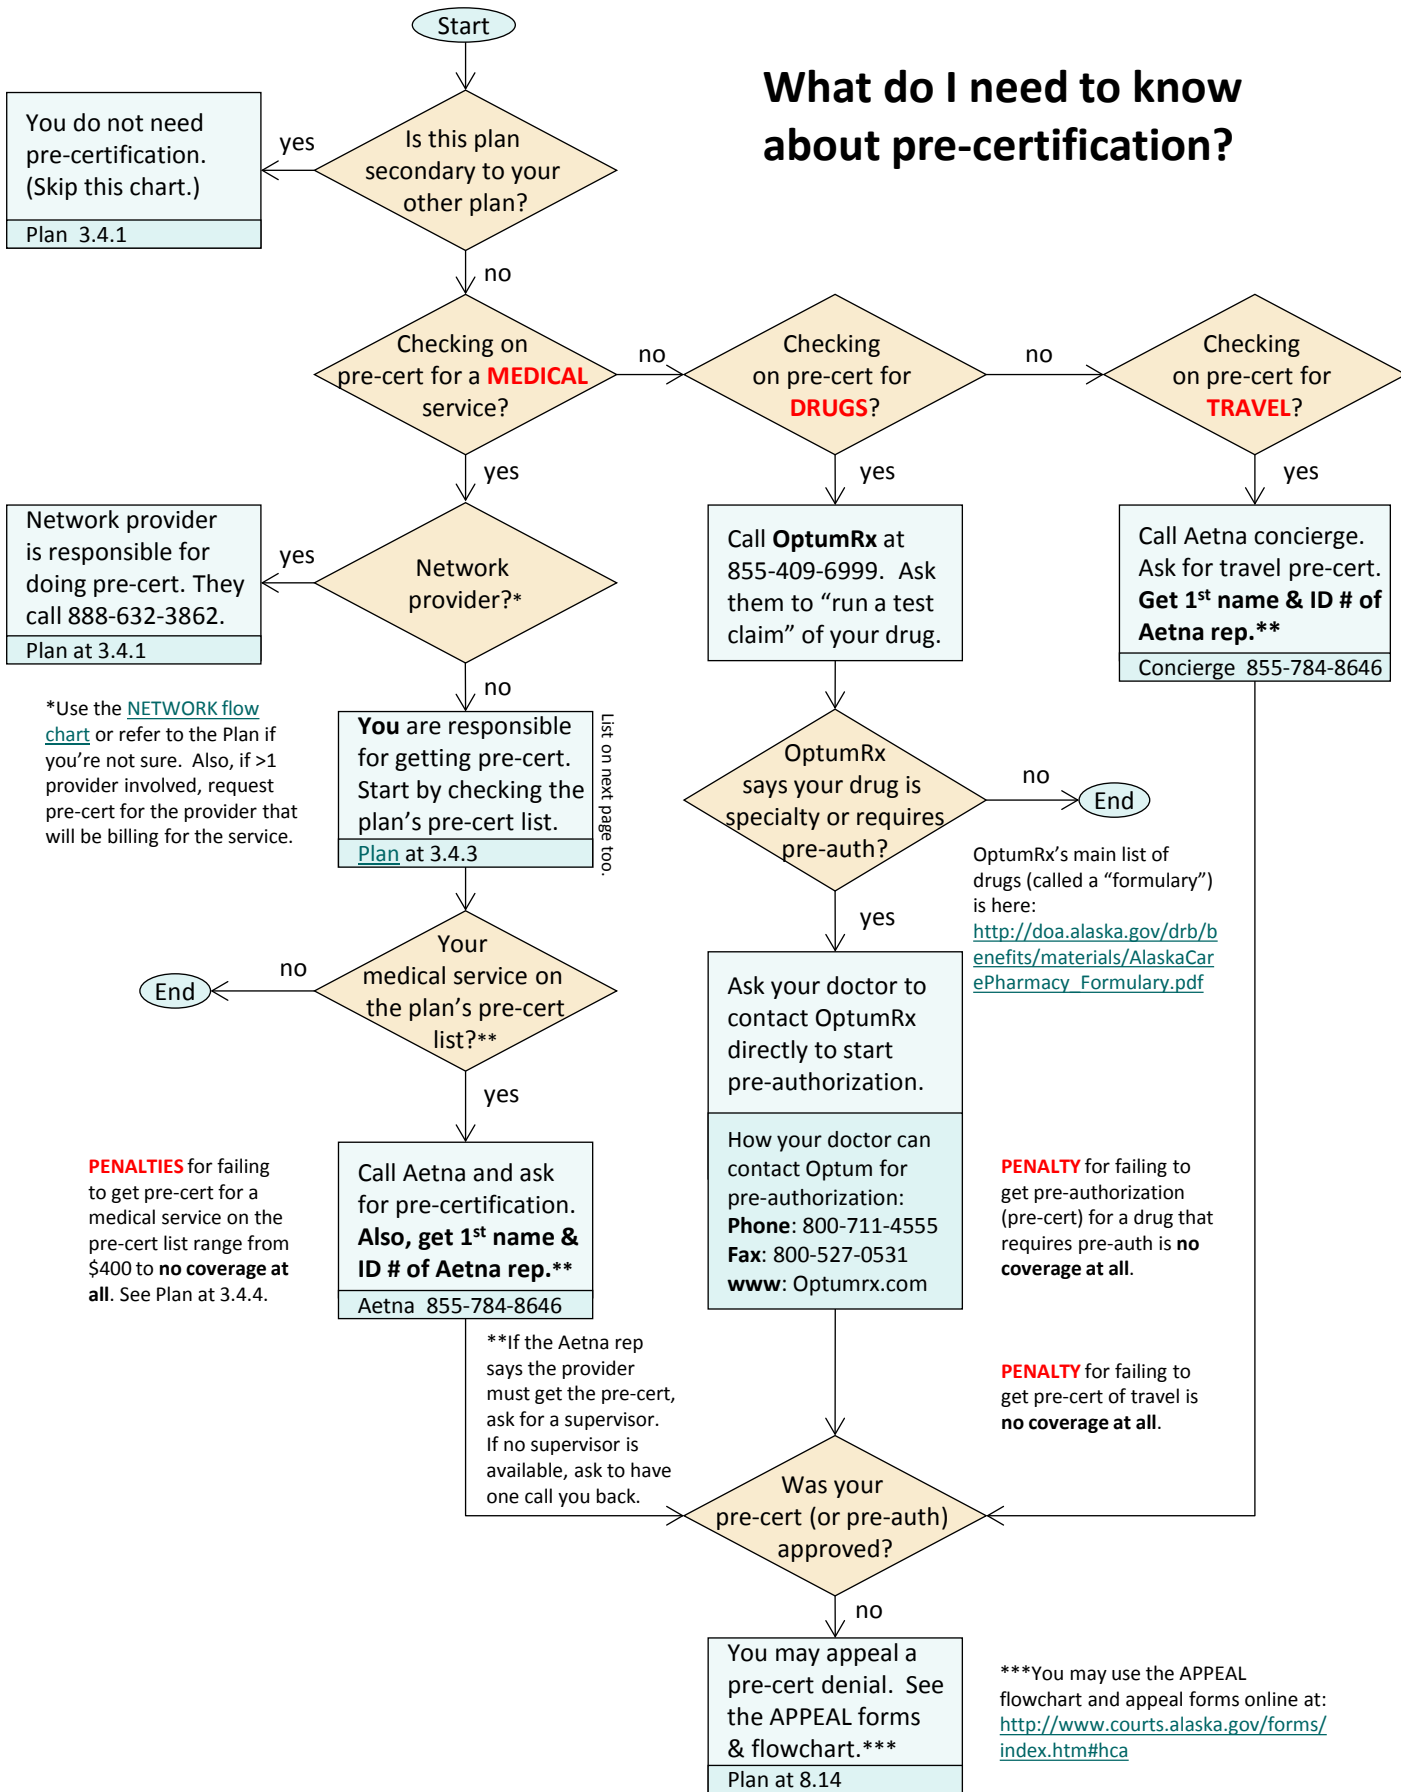 Start
What do I need to know
about pre-certification?
You do not need
pre-certification.
(Skip this chart.)
Plan 3.4.1
yes
Is this plan
secondary to your
other plan?
no
Checking on
pre-cert for a MEDICAL
service?
no
Checking
on pre-cert for
DRUGS?
no
Checking
on pre-cert for
TRAVEL?
yes
yes
yes
Network provider
is responsible for
doing pre-cert. They
call 888-632-3862.
Plan at 3.4.1
yes
Network
provider?*
Call OptumRx at
855-409-6999. Ask
them to “run a test
claim” of your drug.
Call Aetna concierge.
Ask for travel pre-cert.
Get 1st name & ID # of
Aetna rep.**
Concierge 855-784-8646
no
*Use the NETWORK flow
chart or refer to the Plan if
you’re not sure. Also, if >1
provider involved, request
pre-cert for the provider that
will be billing for the service.
You are responsible
for getting pre-cert.
Start by checking the
plan’s pre-cert list.
Plan at 3.4.3
List on next page too.
OptumRx
says your drug is
specialty or requires
pre-auth?
no
End
OptumRx’s main list of
drugs (called a “formulary”)
is here:
http://doa.alaska.gov/drb/b
enefits/materials/AlaskaCar
ePharmacy_Formulary.pdf
yes
End
no
Your
medical service on
the plan’s pre-cert
list?**
Ask your doctor to
contact OptumRx
directly to start
pre-authorization.
yes
How your doctor can
contact Optum for
pre-authorization:
Phone: 800-711-4555
Fax: 800-527-0531
www: Optumrx.com
PENALTIES for failing
to get pre-cert for a
medical service on the
pre-cert list range from
$400 to no coverage at
all. See Plan at 3.4.4.
Call Aetna and ask
for pre-certification.
Also, get 1st name &
ID # of Aetna rep.**
Aetna 855-784-8646
PENALTY for failing to
get pre-authorization
(pre-cert) for a drug that
requires pre-auth is no
coverage at all.
**If the Aetna rep
says the provider
must get the pre-cert,
ask for a supervisor.
If no supervisor is
available, ask to have
one call you back.
PENALTY for failing to
get pre-cert of travel is
no coverage at all.
Was your
pre-cert (or pre-auth)
approved?
no
You may appeal a
pre-cert denial. See
the APPEAL forms
& flowchart.***
Plan at 8.14
***You may use the APPEAL
flowchart and appeal forms online at:
http://www.courts.alaska.gov/forms/
index.htm#hca